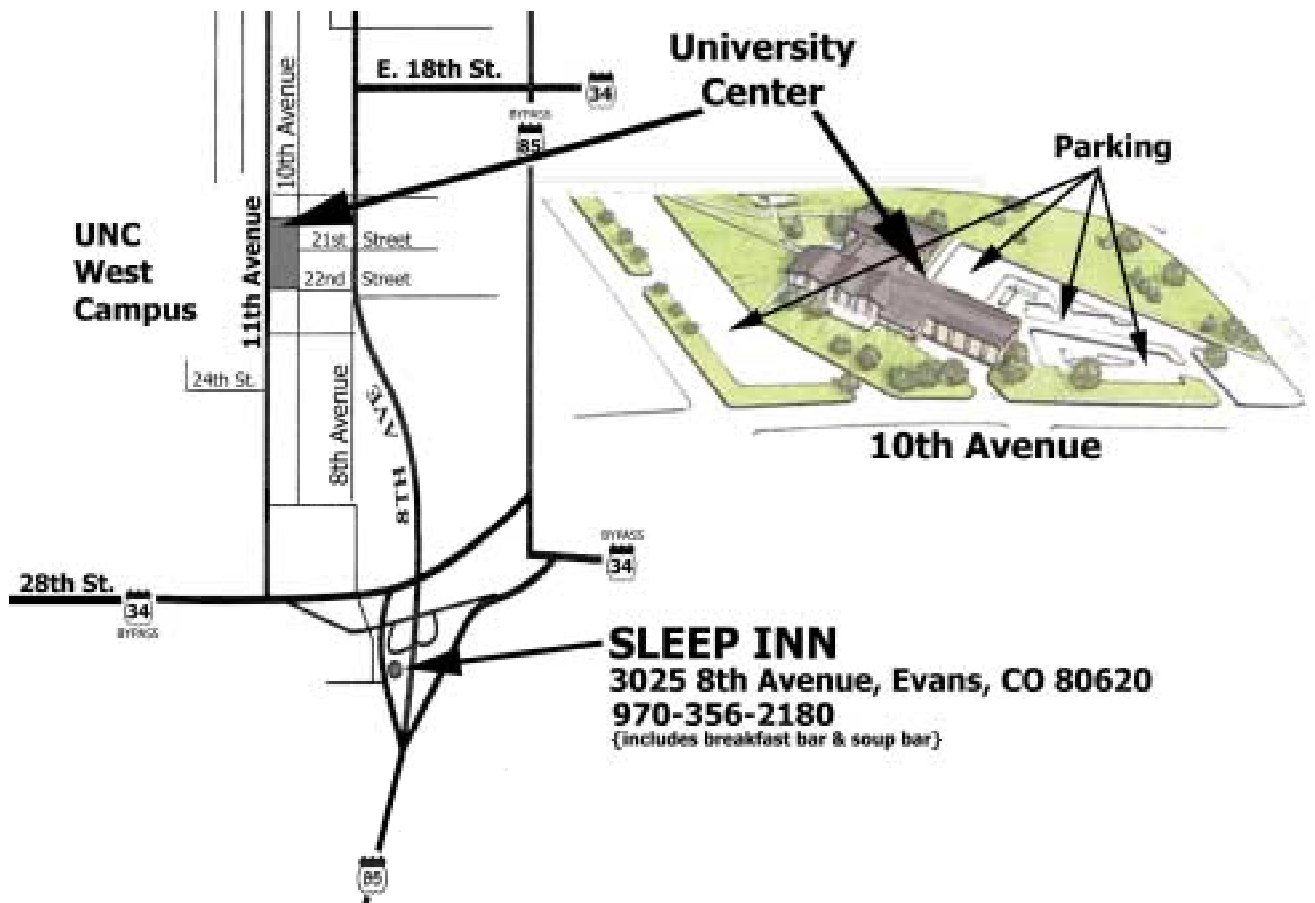 University
Center
E. 18th St.
34
BYPASS
85
10th Avenue
Parking
11th Avenue
UNC
West
Campus
21st Street
22nd Street
24th St.
8th Avenue
8TH AVE
10th Avenue
BYPASS
34
28th St.
34
BYPASS
SLEEP INN
3025 8th Avenue, Evans, CO 80620
970-356-2180
{includes breakfast bar & soup bar}
85